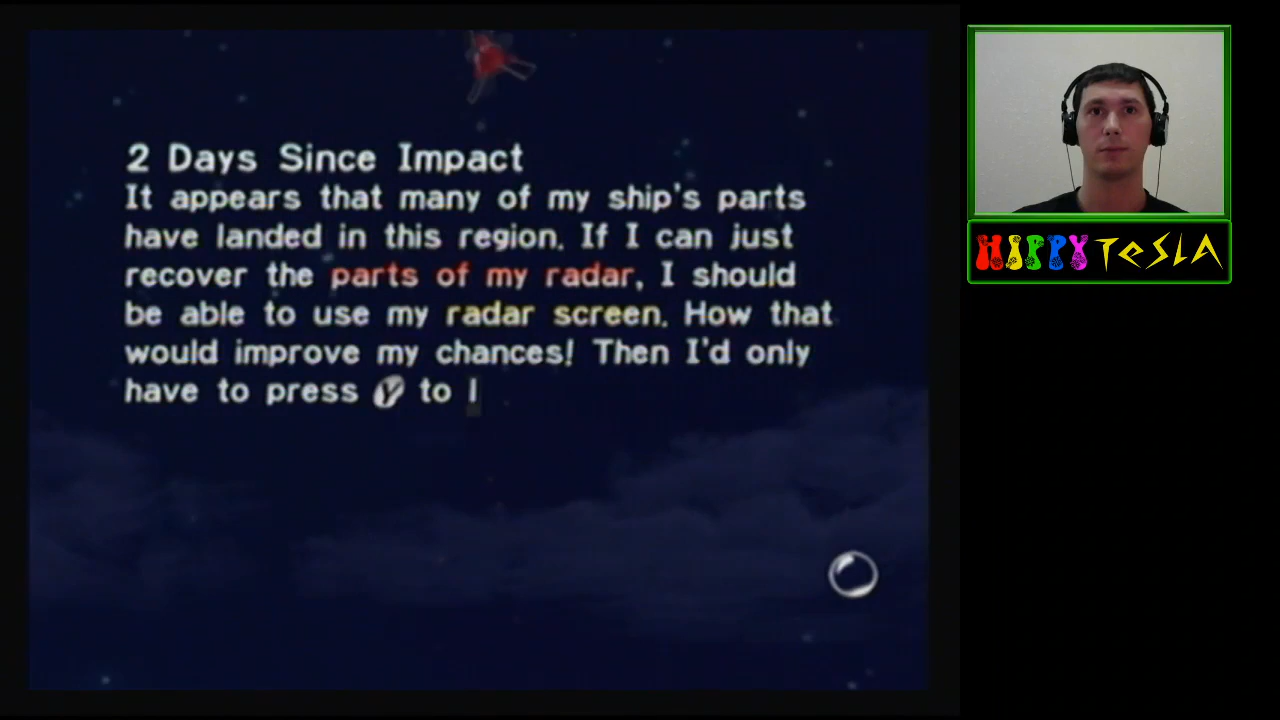 2 Days Since Impact
It appears that many of my ship's parts
have landed in this region. If I can just
recover the parts of my radar, I should
be able to use my radar screen. How that
would improve my chances! Then I'd only
have to press Y to l
HIPPY TESLA